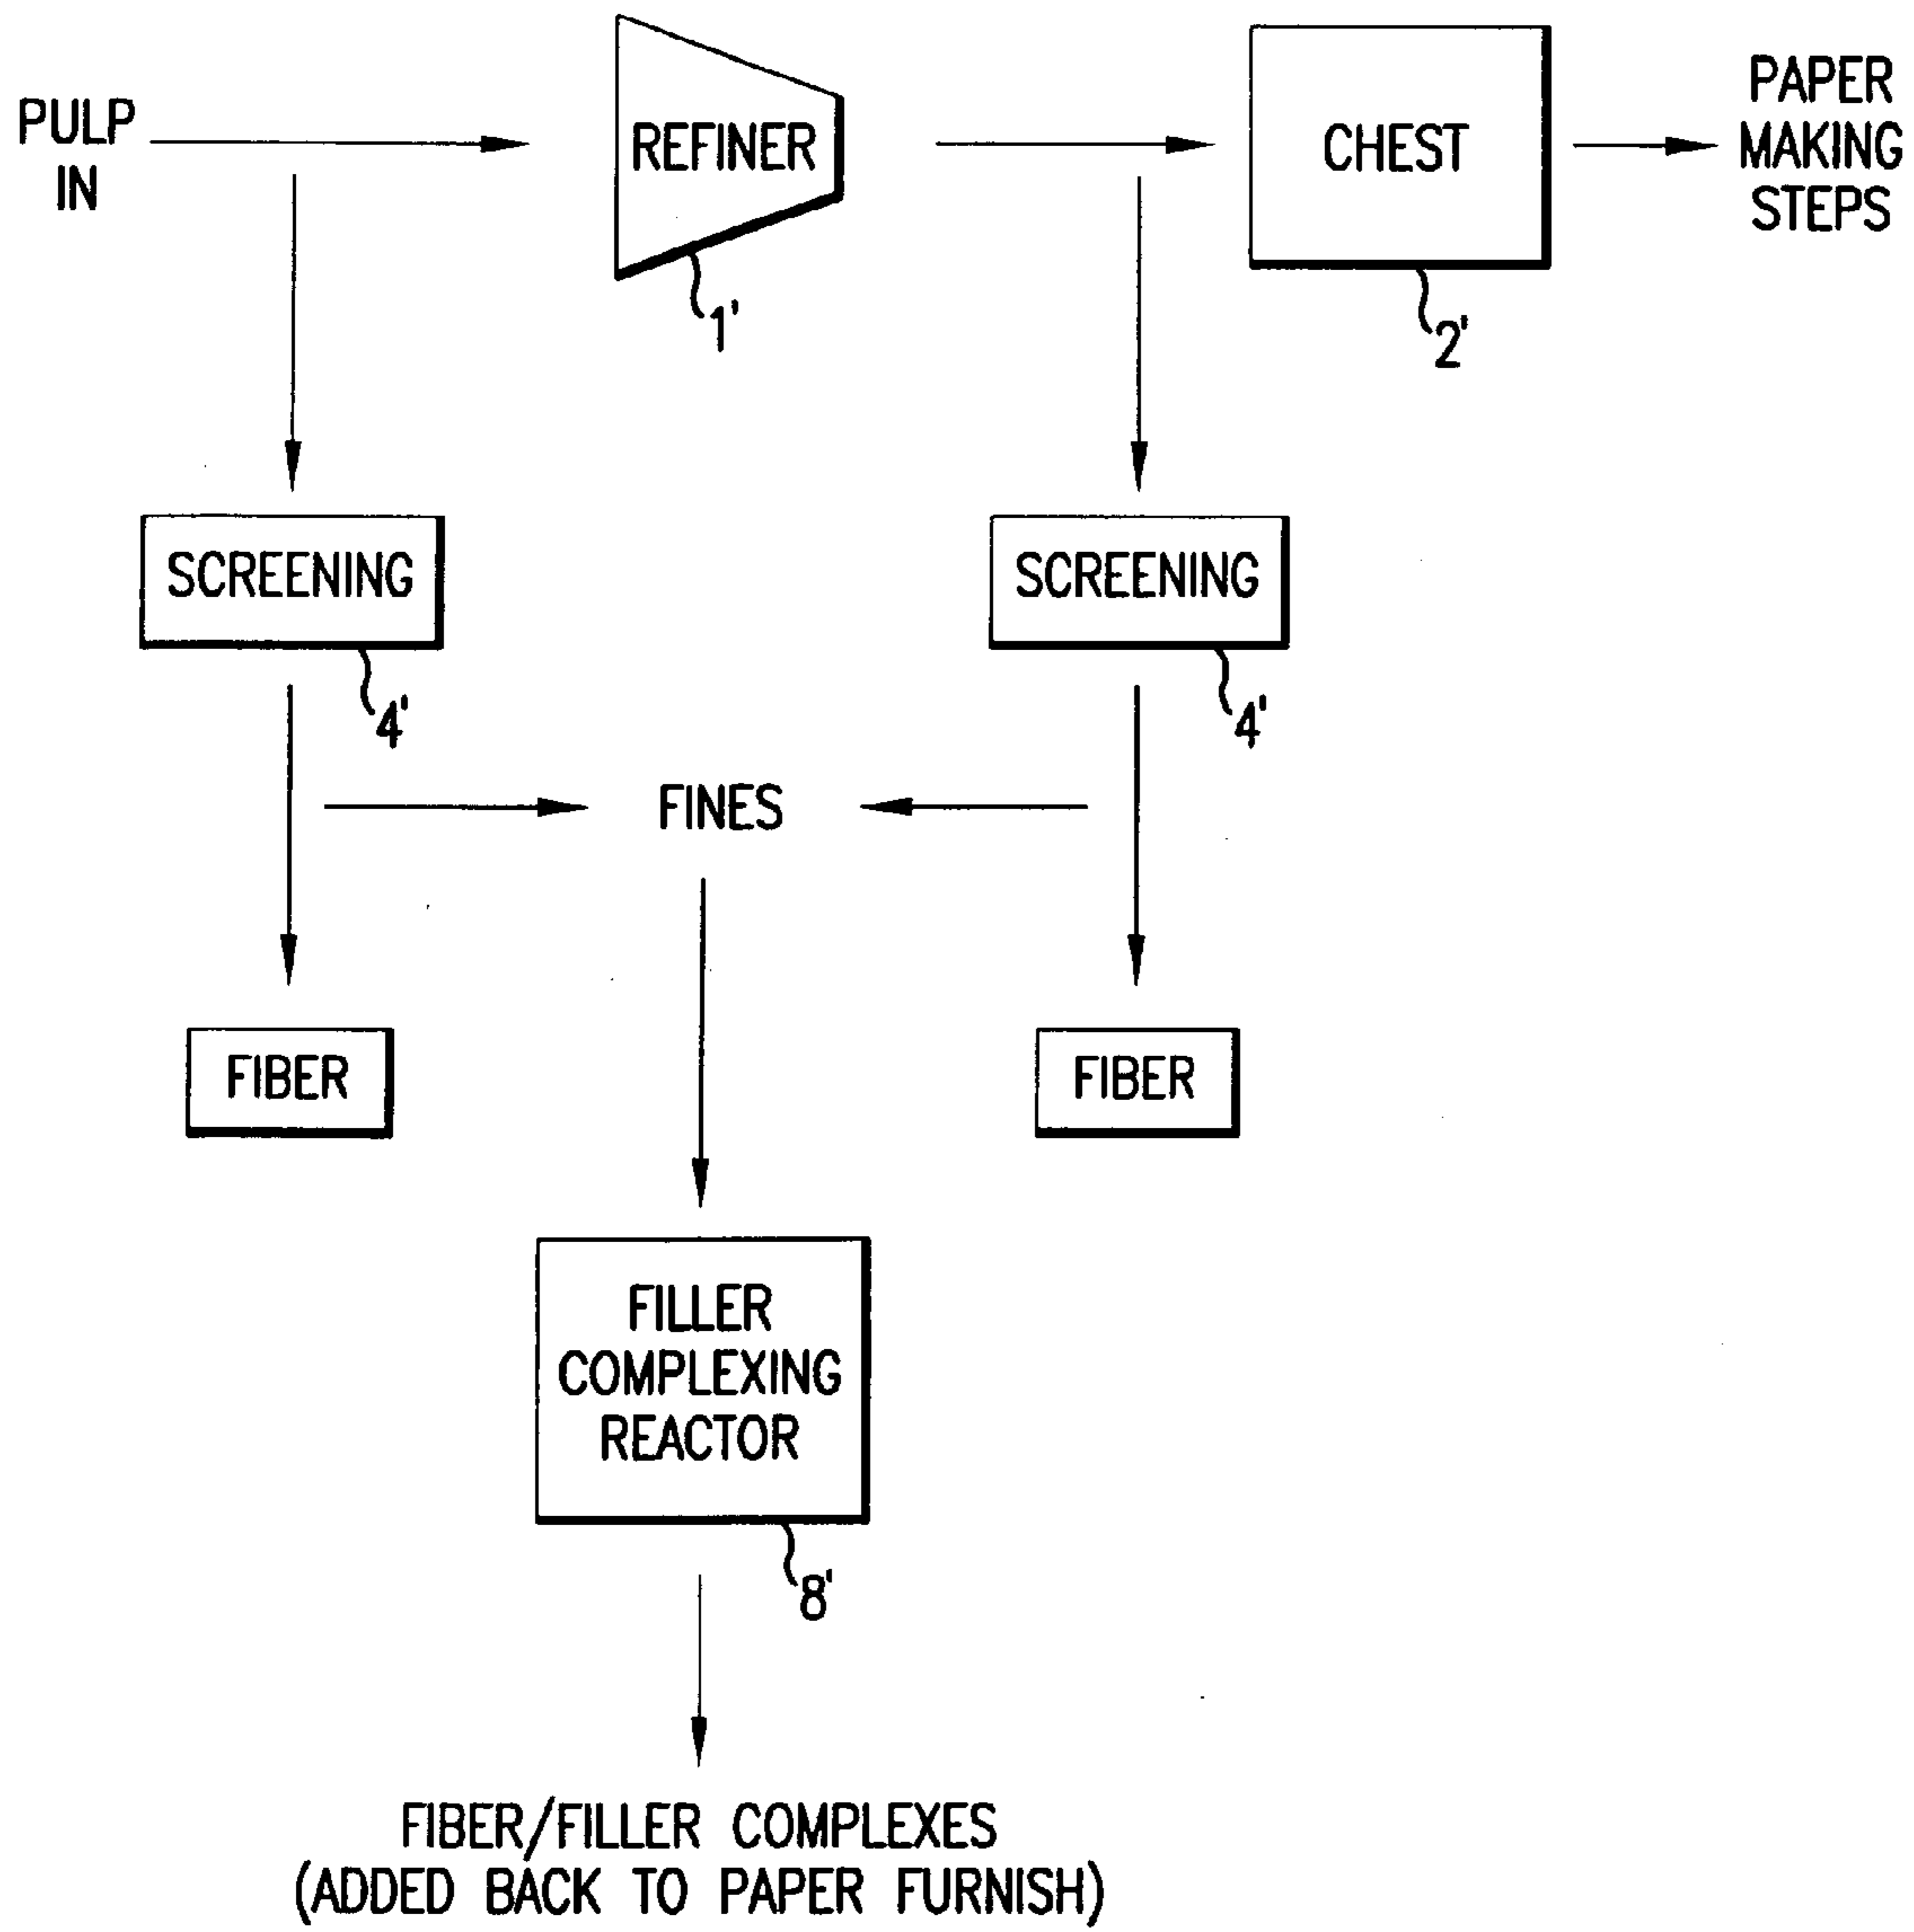 PULP
IN
REFINER
CHEST
PAPER
MAKING
STEPS
1'
2'
SCREENING
SCREENING
4'
4'
FINES
FIBER
FIBER
FILLER
COMPLEXING
REACTOR
8'
FIBER/FILLER COMPLEXES
(ADDED BACK TO PAPER FURNISH)